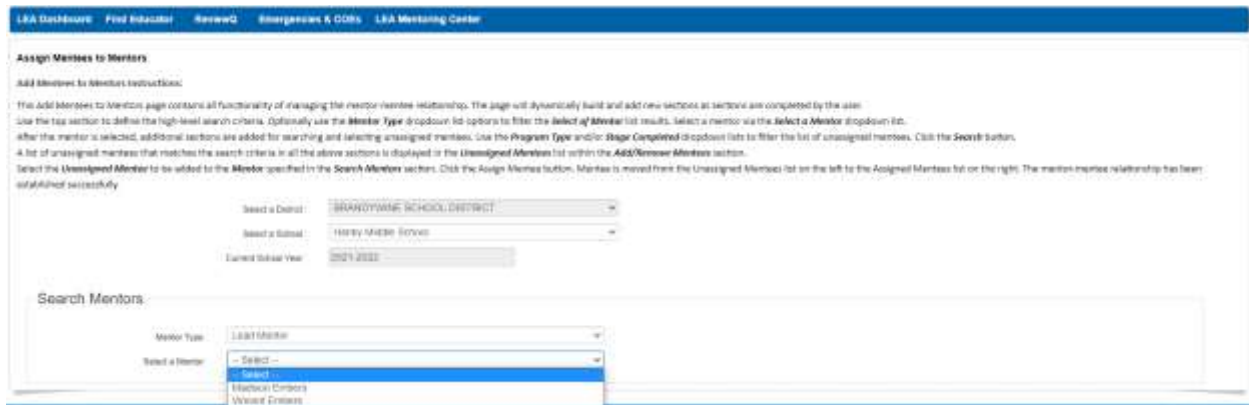 LEA Dashboard Find Educator ReviewQ Emergencies & COEs LEA Mentoring Center
Assign Mentees to Mentors
Add Mentees to Mentors Instructions:
This Add Mentees to Mentors page contains all functionality of managing the mentor-mentee relationship. The page will dynamically build and add new sections as sections are completed by the user.
Use the top section to define the high-level search criteria. Optionally use the Mentor Type dropdown list options to filter the Select of Mentor list results. Select a mentor via the Select a Mentor dropdown list.
After the mentor is selected, additional sections are added for searching and selecting unassigned mentees. Use the Program Type and/or Stage Completed dropdown lists to filter the list of unassigned mentees. Click the Search button.
A list of unassigned mentees that matches the search criteria in all the above sections is displayed in the Unassigned Mentees list within the Add/Remove Mentees section.
Select the Unassigned Mentee to be added to the Mentor specified in the Search Mentors section. Click the Assign Mentee button. Mentee is moved from the Unassigned Mentees list on the left to the Assigned Mentees list on the right. The mentor-mentee relationship has been
established successfully.
Select a District: BRANDYWINE SCHOOL DISTRICT
Select a School: Hanby Middle School
Current School Year: 2021-2022
Search Mentors
Mentor Type: Lead Mentor
Select a Mentor: -- Select --
-- Select --
Madison Embers
Embers